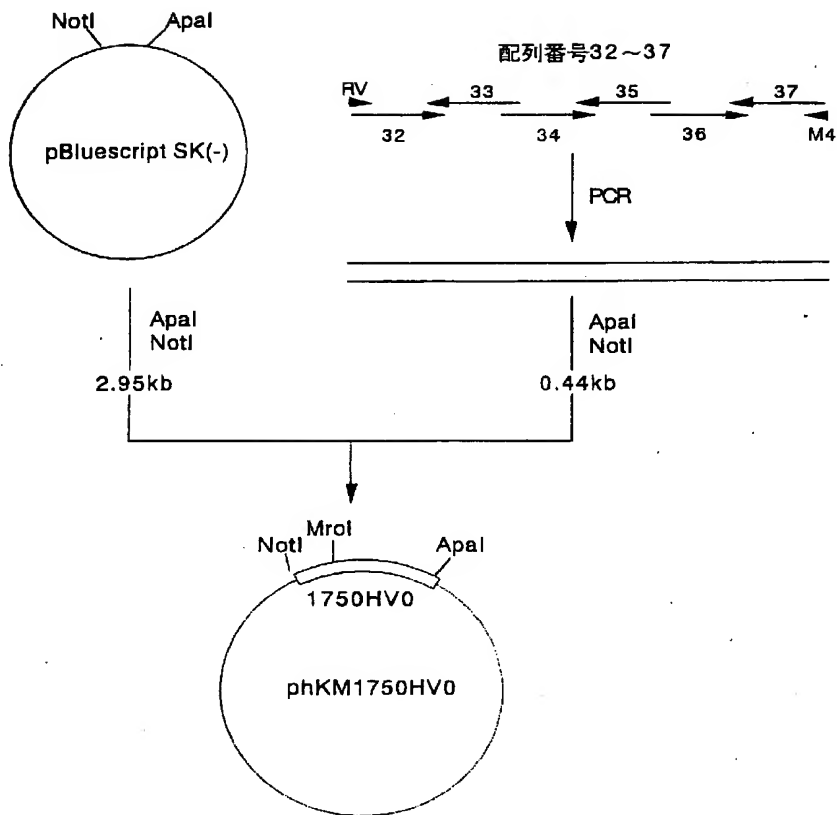 NotI
ApaI
pBluescript SK(-)
配列番号32～37
RV
33
35
37
32
34
36
M4
PCR
ApaI
NotI
2.95kb
ApaI
NotI
0.44kb
MroI
NotI
ApaI
1750HV0
phKM1750HV0